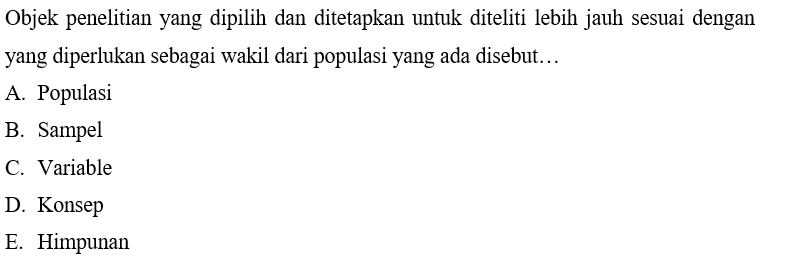 Objek penelitian yang dipilih dan ditetapkan untuk diteliti lebih jauh sesuai dengan
yang diperlukan sebagai wakil dari populasi yang ada disebut…
A. Populasi
B. Sampel
C. Variable
D. Konsep
E. Himpunan